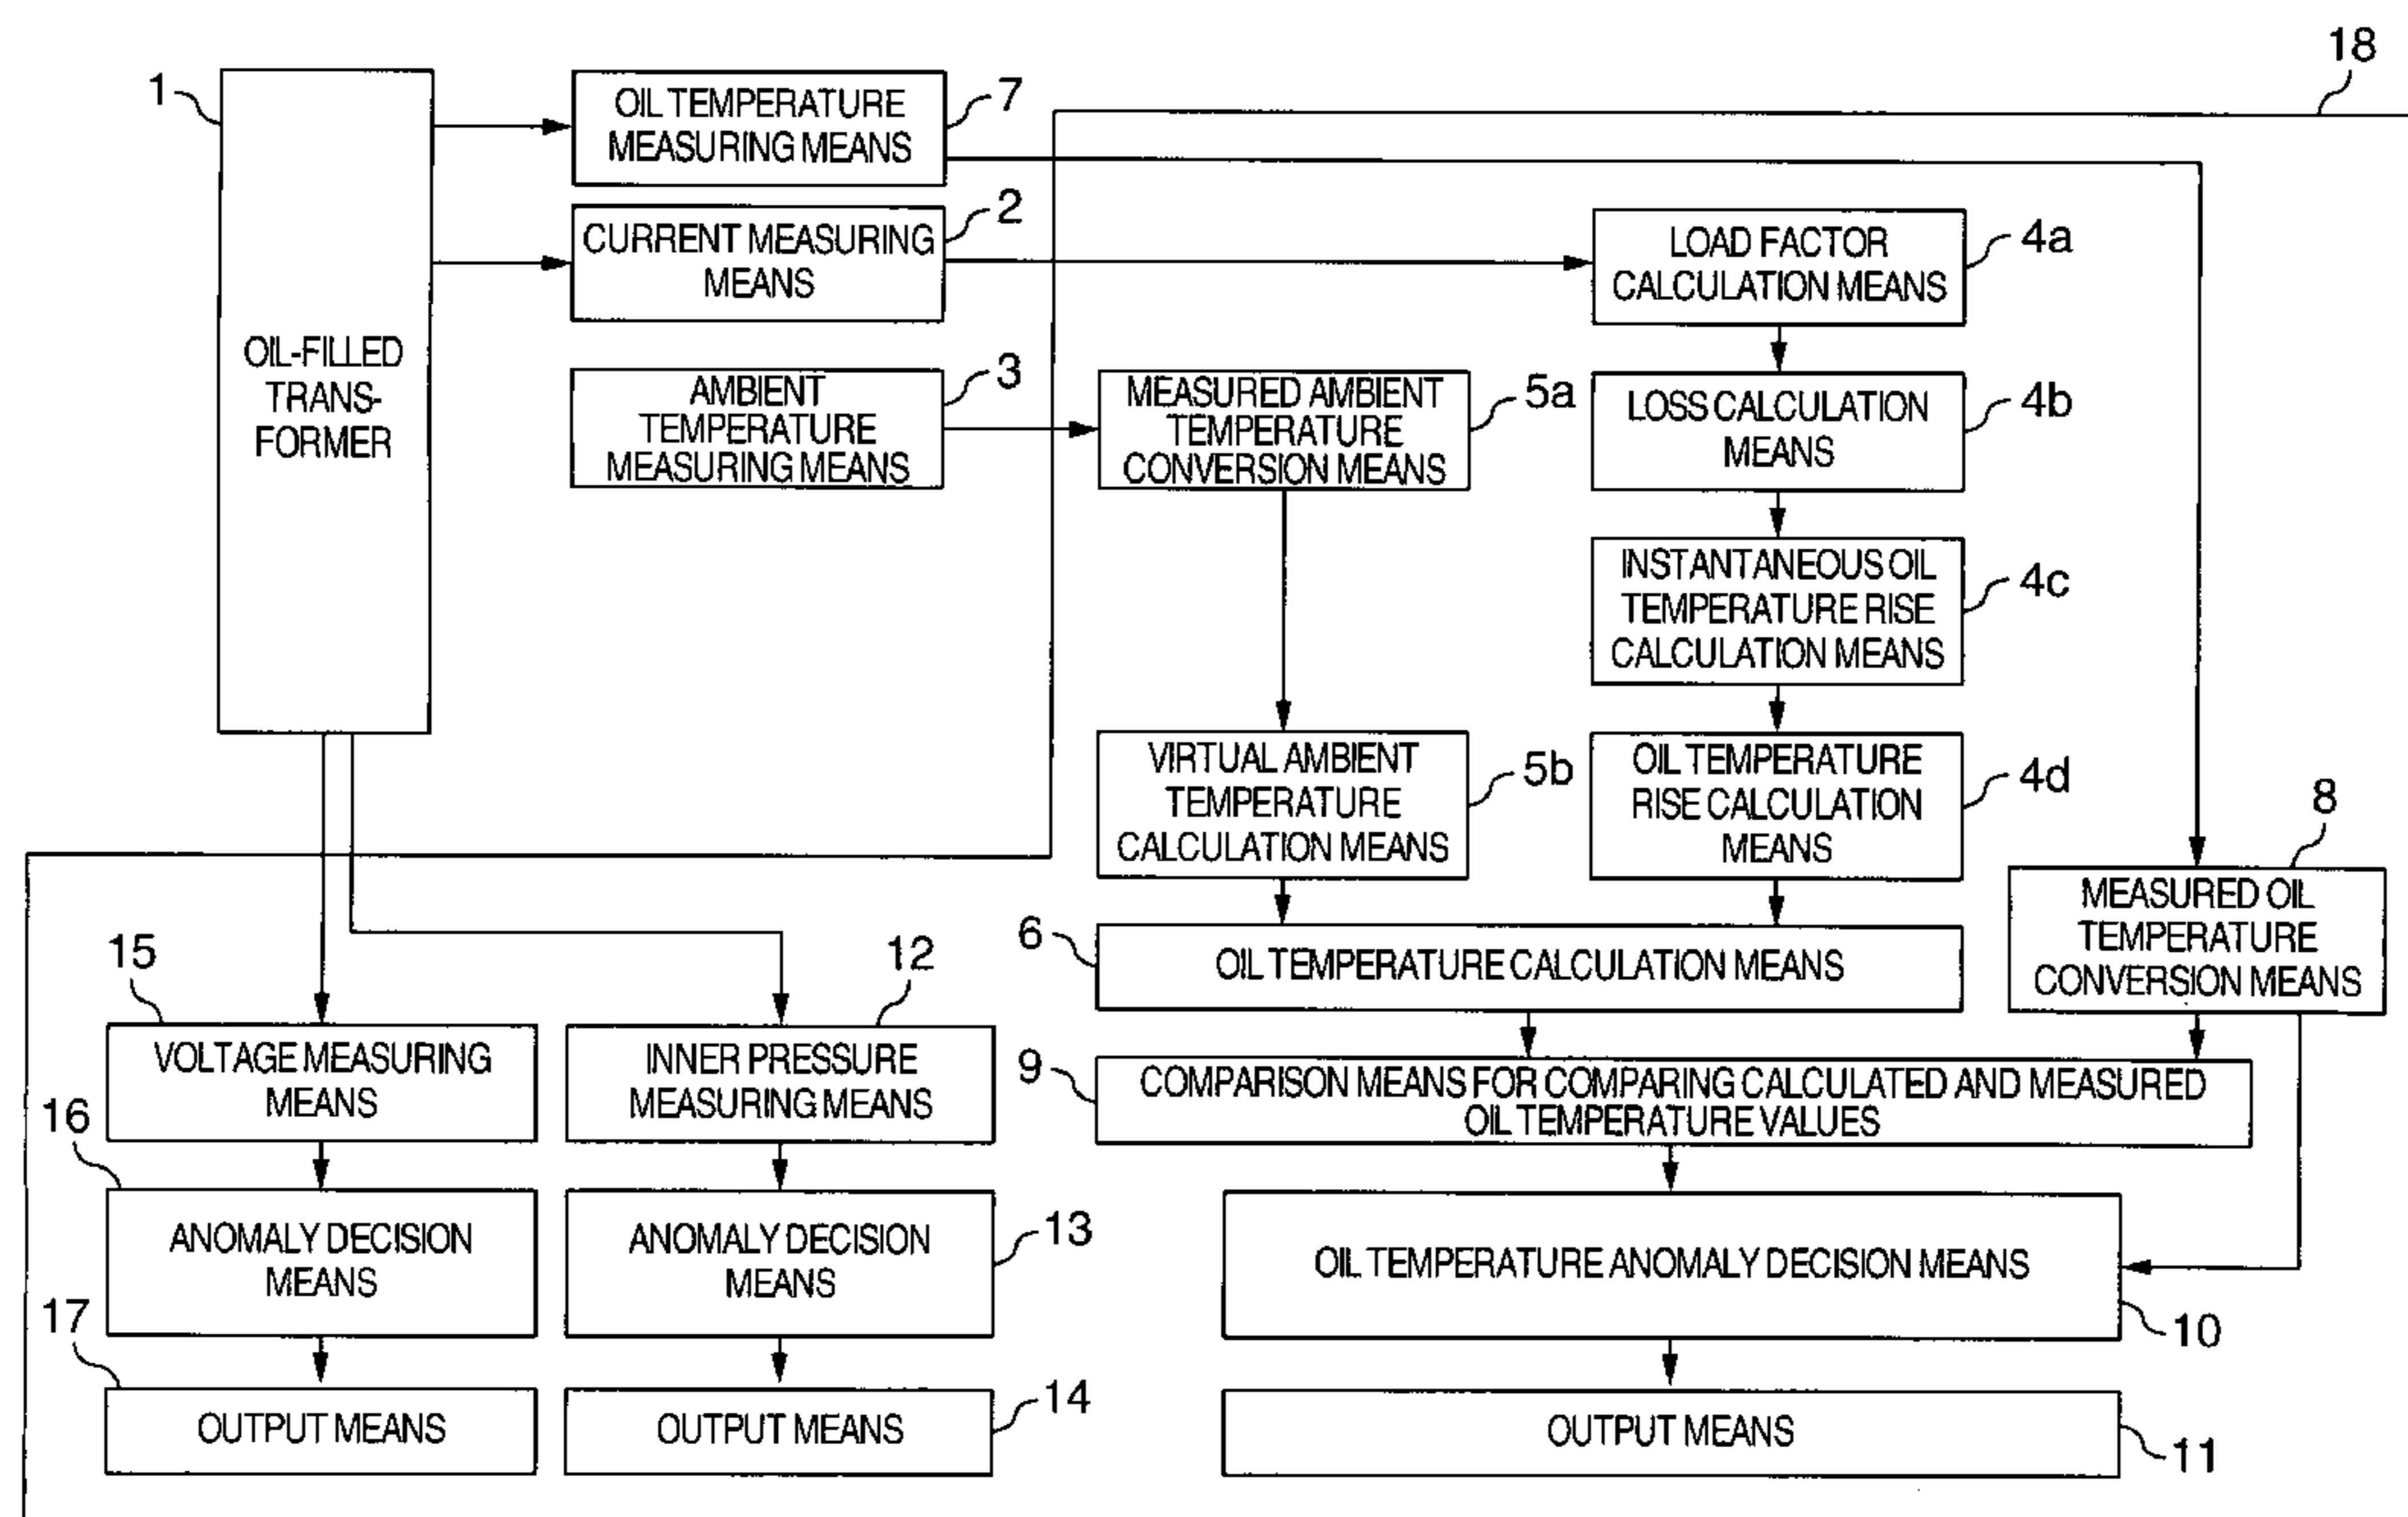 18
1
OIL TEMPERATURE
MEASURING MEANS
7
2
CURRENT MEASURING
MEANS
LOAD FACTOR
CALCULATION MEANS
4a
OIL-FILLED
TRANS-
FORMER
AMBIENT
TEMPERATURE
MEASURING MEANS
3
MEASURED AMBIENT
TEMPERATURE
CONVERSION MEANS
5a
LOSS CALCULATION
MEANS
4b
INSTANTANEOUS OIL
TEMPERATURE RISE
CALCULATION MEANS
4c
VIRTUAL AMBIENT
TEMPERATURE
CALCULATION MEANS
5b
OIL TEMPERATURE
RISE CALCULATION
MEANS
4d
8
MEASURED OIL
TEMPERATURE
CONVERSION MEANS
6
OIL TEMPERATURE CALCULATION MEANS
15
12
VOLTAGE MEASURING
MEANS
INNER PRESSURE
MEASURING MEANS
9
COMPARISON MEANS FOR COMPARING CALCULATED AND MEASURED
OIL TEMPERATURE VALUES
16
ANOMALY DECISION
MEANS
ANOMALY DECISION
MEANS
13
OIL TEMPERATURE ANOMALY DECISION MEANS
10
17
OUTPUT MEANS
OUTPUT MEANS
14
OUTPUT MEANS
11